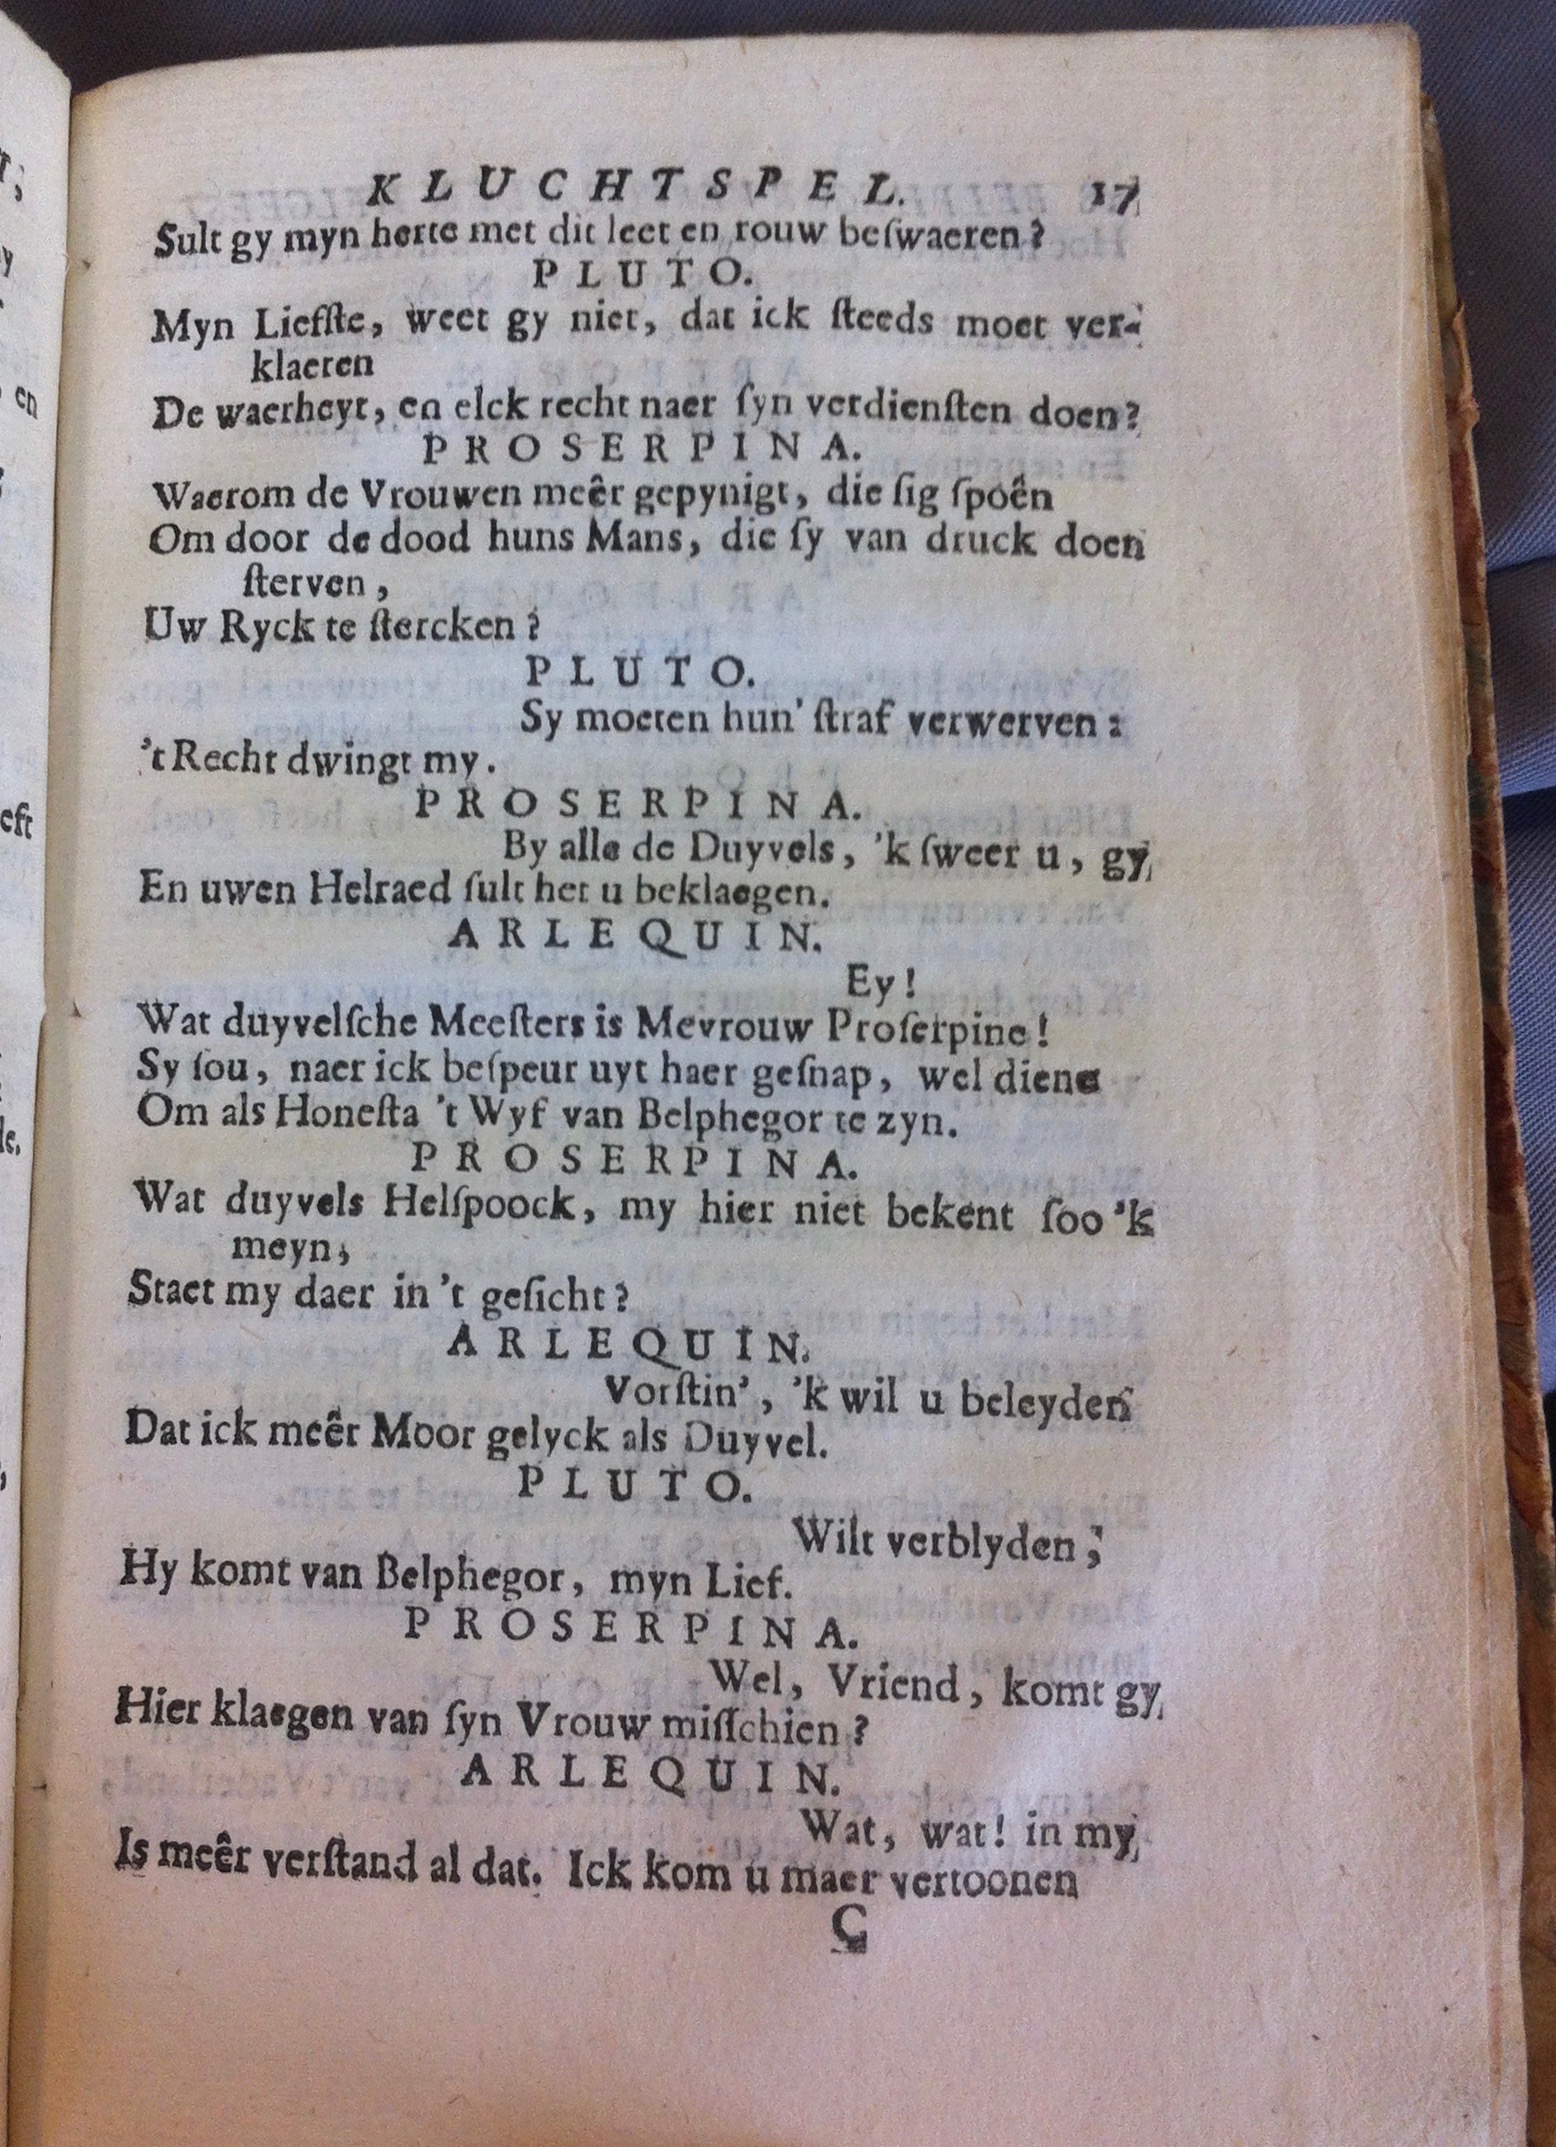 KLUCHTSPEL. 17
Sult gy myn herte met dit leet en rouw beſwaeren?
PLUTO.
Myn Liefſte, weet gy niet, dat ick ſteeds moet ver-
klaeren
De waerheyt, en elck recht naer ſyn verdienſten doen?
PROSERPINA.
Waerom de Vrouwen meêr gepynigt, die ſig ſpoên
Om door de dood huns Mans, die ſy van druck doen
ſterven,
Uw Ryck te ſtercken?
PLUTO.
Sy moeten hun' ſtraf verwerven:
't Recht dwingt my.
PROSERPINA.
By alle de Duyvels, 'k ſweer u, gy
En uwen Helraed ſult het u beklaegen.
ARLEQUIN.
Ey!
Wat duyvelſche Meeſters is Mevrouw Proſerpine!
Sy ſou, naer ick beſpeur uyt haer geſnap, wel diene
Om als Honeſta 't Wyf van Belphegor te zyn.
PROSERPINA.
Wat duyvels Helſpoock, my hier niet bekent ſoo 'k
meyn,
Staet my daer in 't geſicht?
ARLEQUIN.
Vorſtin', 'k wil u beleyden
Dat ick meêr Moor gelyck als Duyvel.
PLUTO.
Wilt verblyden,
Hy komt van Belphegor, myn Lief.
PROSERPINA.
Wel, Vriend, komt gy
Hier klaegen van ſyn Vrouw miſſchien?
ARLEQUIN.
Wat, wat! in my
Is meêr verſtand al dat. Ick kom u maer vertoonen
C